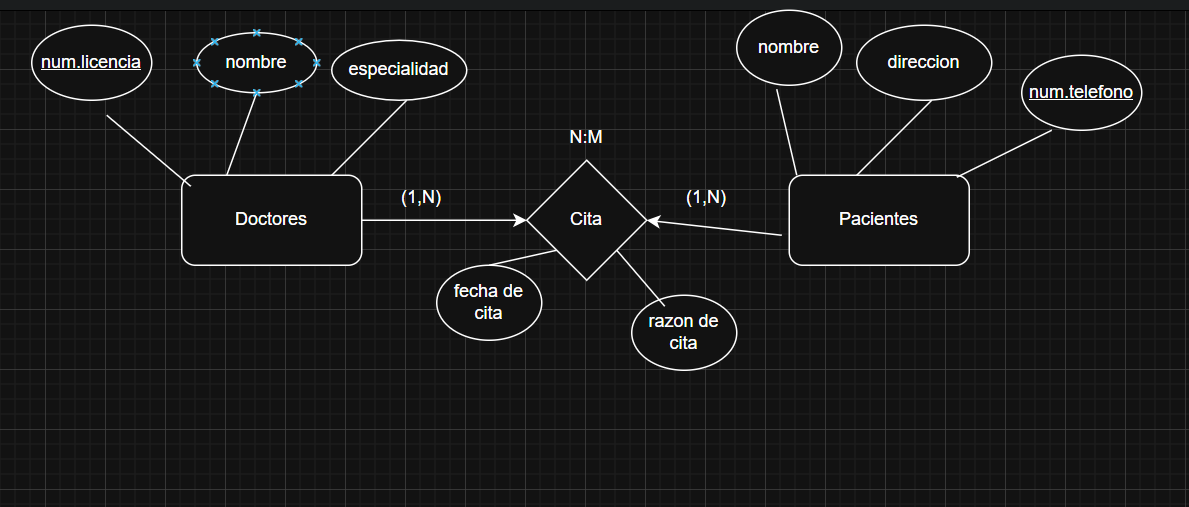 num.licencia
nombre
especialidad
nombre
direccion
num.telefono
N:M
(1,N)
(1,N)
Doctores
Cita
Pacientes
fecha de
cita
razon de
cita